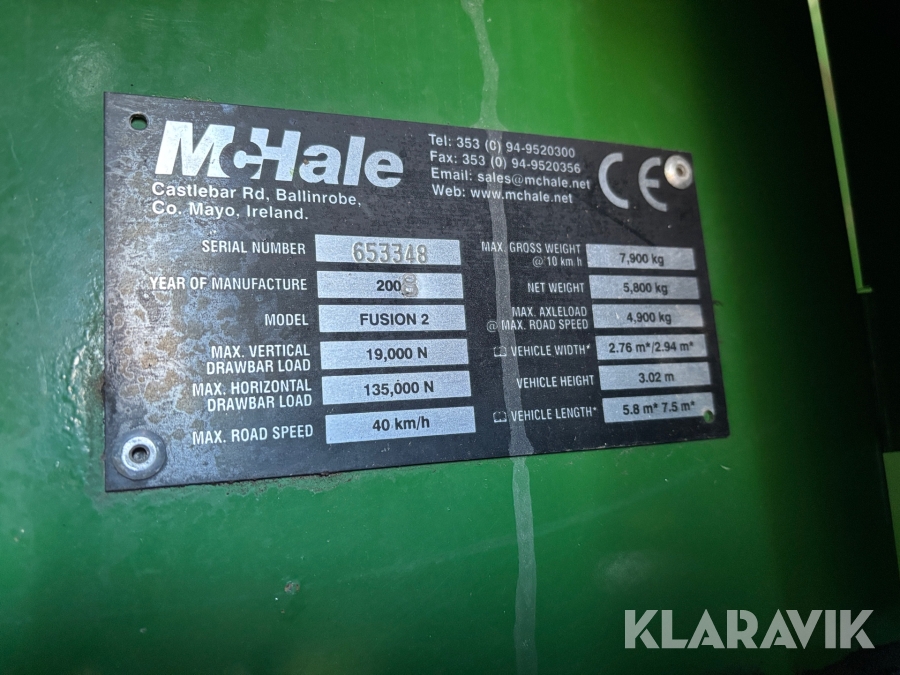 McHale
Castlebar Rd, Ballinrobe,
Co. Mayo, Ireland.
Tel: 353 (0) 94-9520300
Fax: 353 (0) 94-9520356
Email: sales@mchale.net
Web: www.mchale.net
CE
SERIAL NUMBER 653348
YEAR OF MANUFACTURE 2008
MODEL FUSION 2
MAX. VERTICAL
DRAWBAR LOAD 19,000 N
MAX. HORIZONTAL
DRAWBAR LOAD 135,000 N
MAX. ROAD SPEED 40 km/h
MAX. GROSS WEIGHT
@ 10 km/h 7,900 kg
NET WEIGHT 5,800 kg
MAX. AXLELOAD
@ MAX. ROAD SPEED 4,900 kg
VEHICLE WIDTH* 2.76 m*/2.94 m*
VEHICLE HEIGHT 3.02 m
VEHICLE LENGTH* 5.8 m* 7.5 m*
KLARAVIK